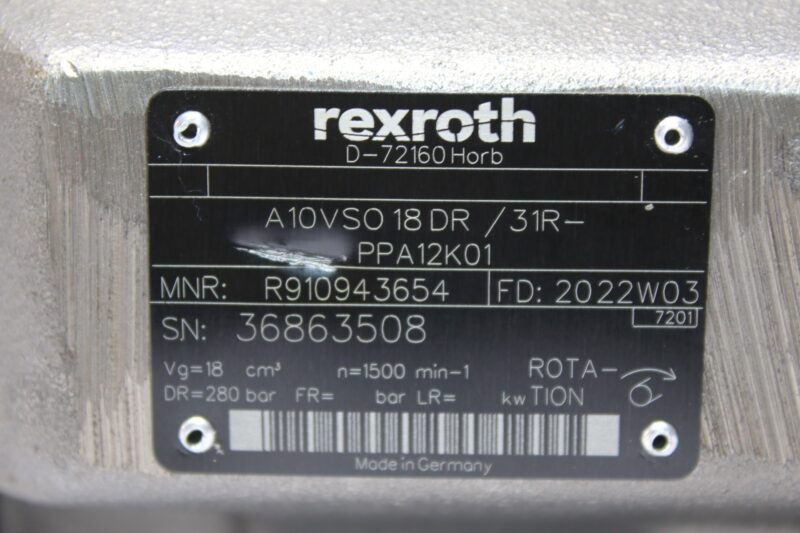 rexroth
D-72160 Horb
A10VSO 18 DR /31R-
PPA12K01
MNR: R910943654 FD: 2022W03
SN: 36863508 7201
Vg=18 cm³ n=1500 min-1 ROTA-
DR=280 bar FR= bar LR= kW TION
Made in Germany